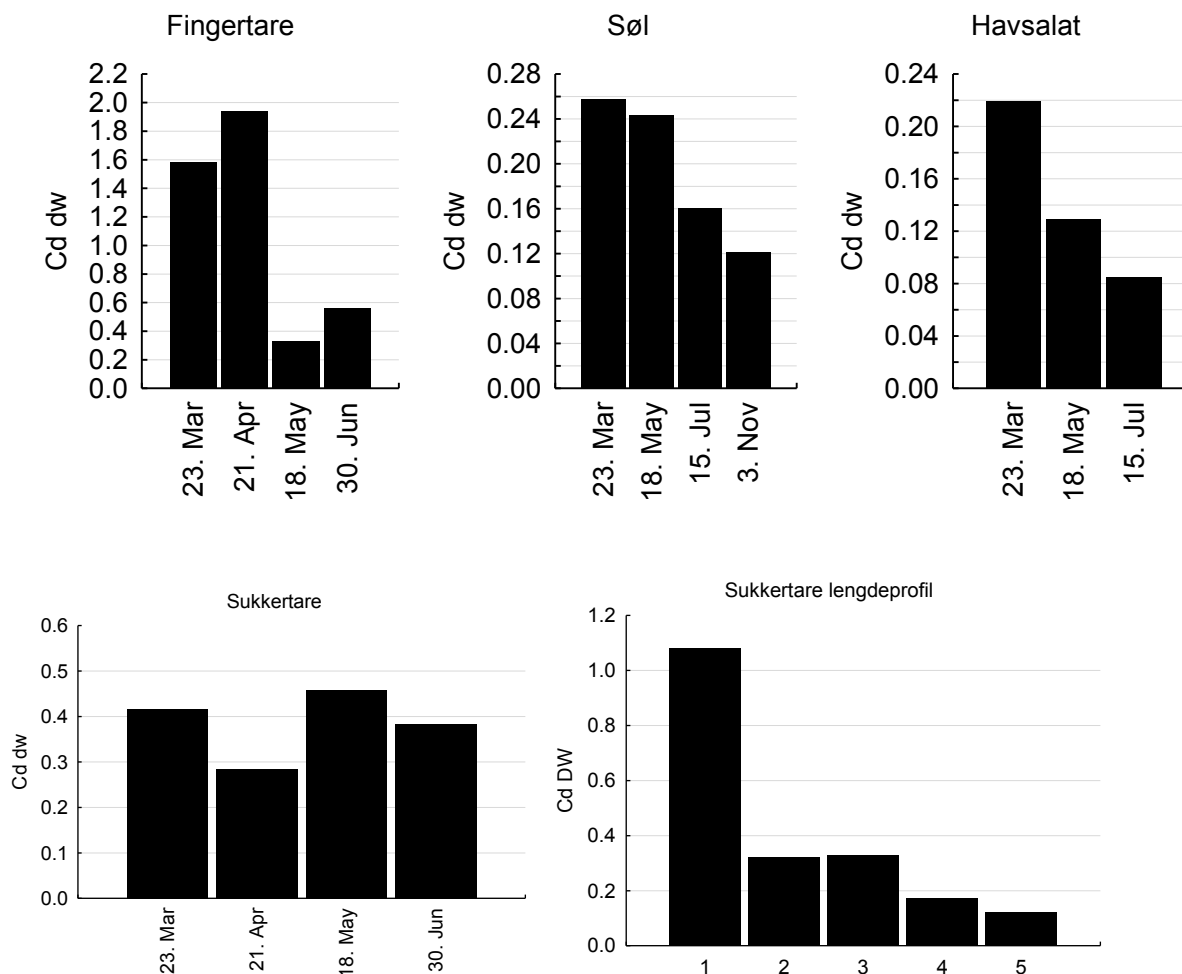 Fingertare
2.2
2.0
1.8
1.6
1.4
1.2
1.0
0.8
0.6
0.4
0.2
0.0
Cd dw
23. Mar
21. Apr
18. May
30. Jun
Søl
0.28
0.24
0.20
0.16
0.12
0.08
0.04
0.00
Cd dw
23. Mar
18. May
15. Jul
3. Nov
Havsalat
0.24
0.20
0.16
0.12
0.08
0.04
0.00
Cd dw
23. Mar
18. May
15. Jul
Sukkertare
0.6
0.5
0.4
0.3
0.2
0.1
0.0
Cd dw
23. Mar
21. Apr
18. May
30. Jun
Sukkertare lengdeprofil
1.2
1.0
0.8
0.6
0.4
0.2
0.0
Cd DW
1 2 3 4 5